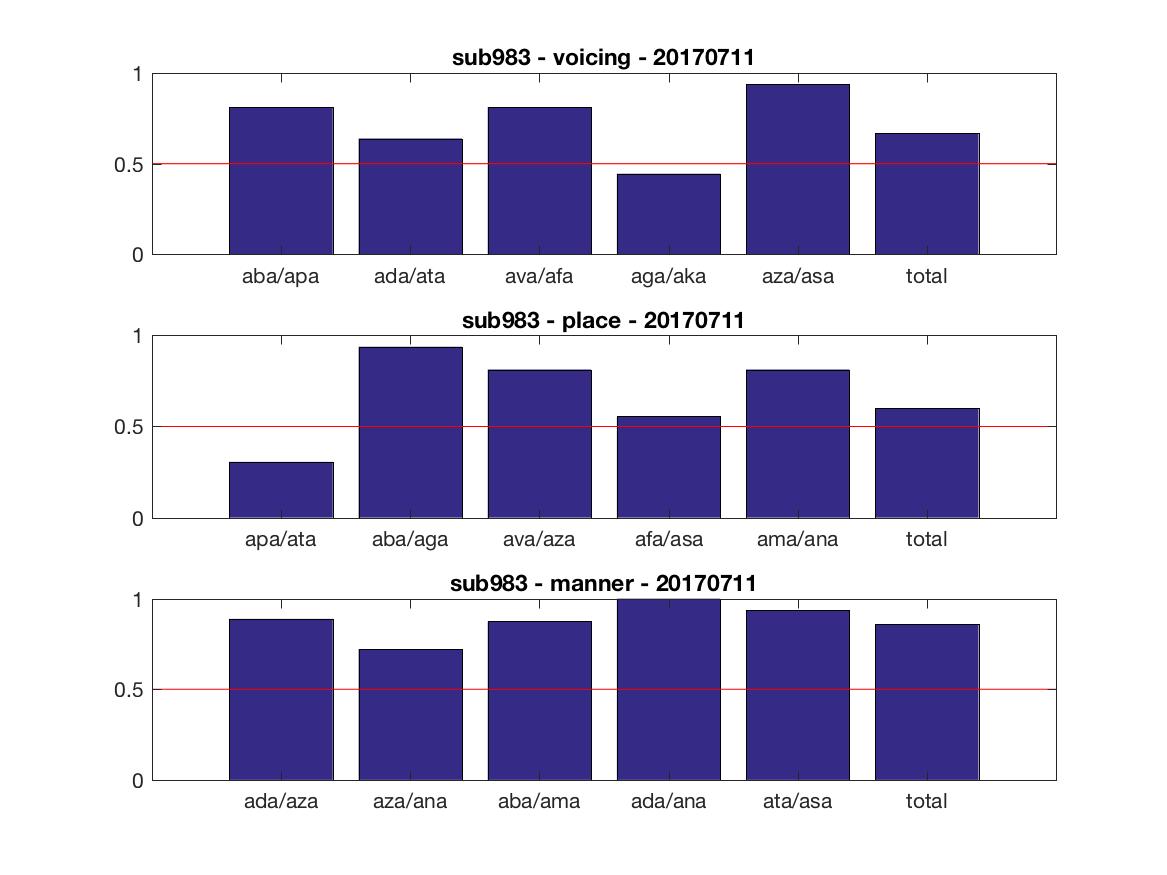 sub983 - voicing - 20170711
1
0.5
0
aba/apa ada/ata ava/afa aga/aka aza/asa total
sub983 - place - 20170711
1
0.5
0
apa/ata aba/aga ava/aza afa/asa ama/ana total
sub983 - manner - 20170711
1
0.5
0
ada/aza aza/ana aba/ama ada/ana ata/asa total